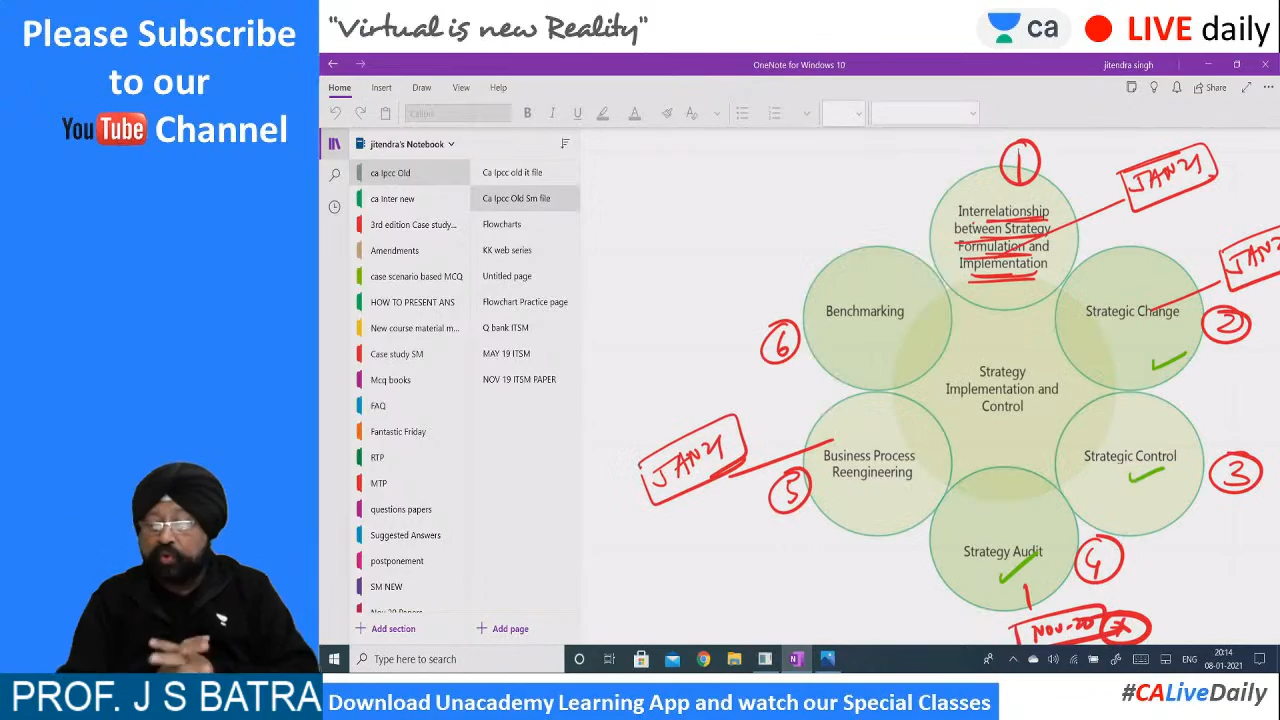 Please Subscribe
to our
YouTube Channel
"Virtual is new Reality"
ca
LIVE daily
OneNote for Windows 10
jitendra singh
Home
Insert
Draw
View
Help
Share
Calibri
B
I
U
A
jitendra's Notebook
ca Ipcc Old
ca Inter new
3rd edition Case study...
Amendments
case scenario based MCQ
HOW TO PRESENT ANS
New course material m...
Case study SM
Mcq books
FAQ
Fantastic Friday
RTP
MTP
questions papers
Suggested Answers
postponement
SM NEW
Nov 20 Papers
+ Add section
Ca Ipcc old it file
Ca Ipcc Old Sm file
Flowcharts
KK web series
Untitled page
Flowchart Practice page
Q bank ITSM
MAY 19 ITSM
NOV 19 ITSM PAPER
+ Add page
1
Interrelationship
between Strategy
Formulation and
Implementation
JAN 21
Strategic Change
2
Strategic Control
3
Strategy Audit
4
NOV-20
Business Process
Reengineering
5
JAN 21
Benchmarking
6
Strategy
Implementation and
Control
Type here to search
ENG
20:14
08-01-2021
PROF. J S BATRA
Download Unacademy Learning App and watch our Special Classes
#CALiveDaily